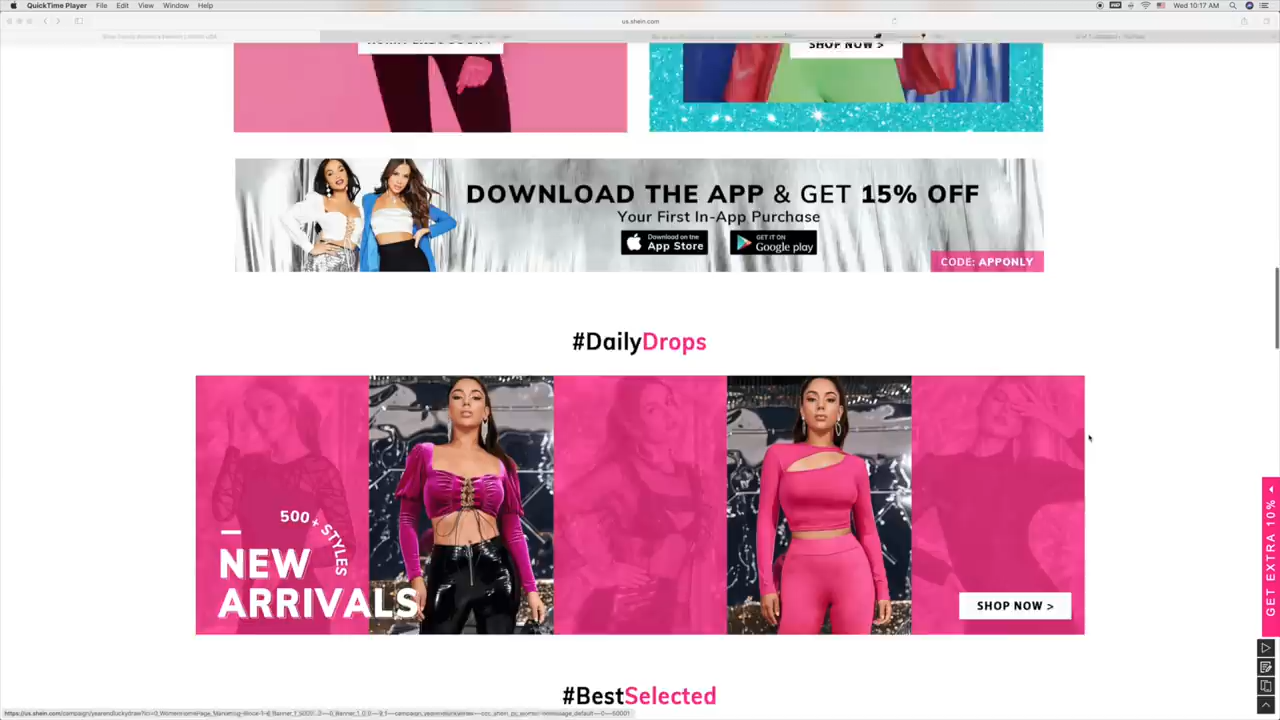 QuickTime Player File Edit View Window Help
Wed 10:17 AM
us.shein.com
SHOP NOW >
DOWNLOAD THE APP & GET 15% OFF
Your First In-App Purchase
Download on the
App Store
GET IT ON
Google play
CODE: APPONLY
#DailyDrops
500+ STYLES
NEW
ARRIVALS
SHOP NOW >
GET EXTRA 10%
#BestSelected